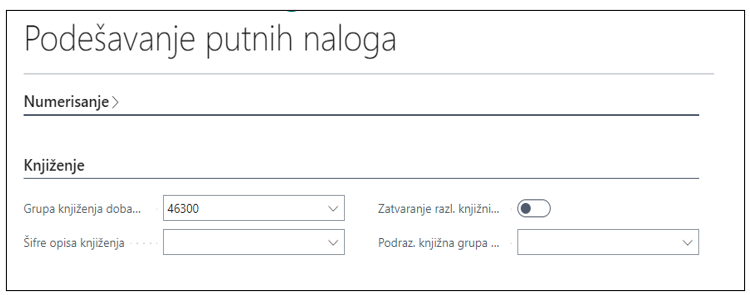 Podešavanje putnih naloga
Numerisanje
Knjiženje
Grupa knjiženja doba... 46300 Zatvaranje razl. knjižni...
Šifre opisa knjiženja Podraz. knjižna grupa ...